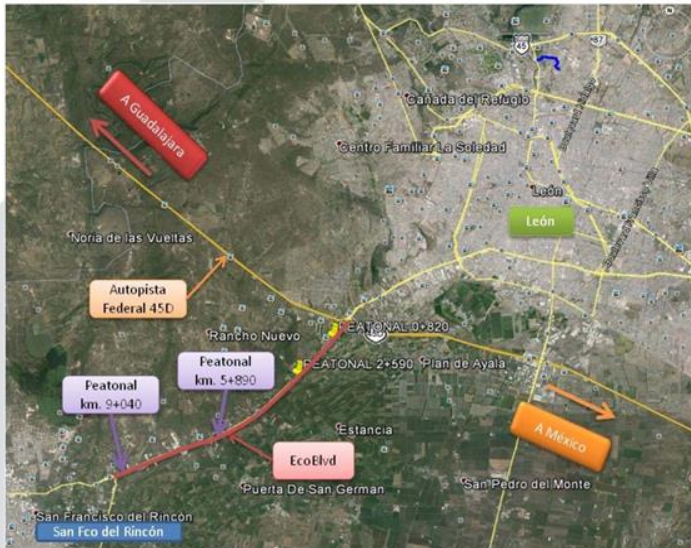 A Guadalajara
Cañada del Refugio
Centro Familiar La Soledad
León
León
Noria de las Vueltas
Autopista
Federal 45D
PEATONAL 0+820
Rancho Nuevo
PEATONAL 2+590
Plan de Ayala
Peatonal
km. 5+890
Peatonal
km. 9+040
A México
Estancia
EcoBlvd
Puerta De San German
San Pedro del Monte
San Francisco del Rincón
San Fco del Rincón